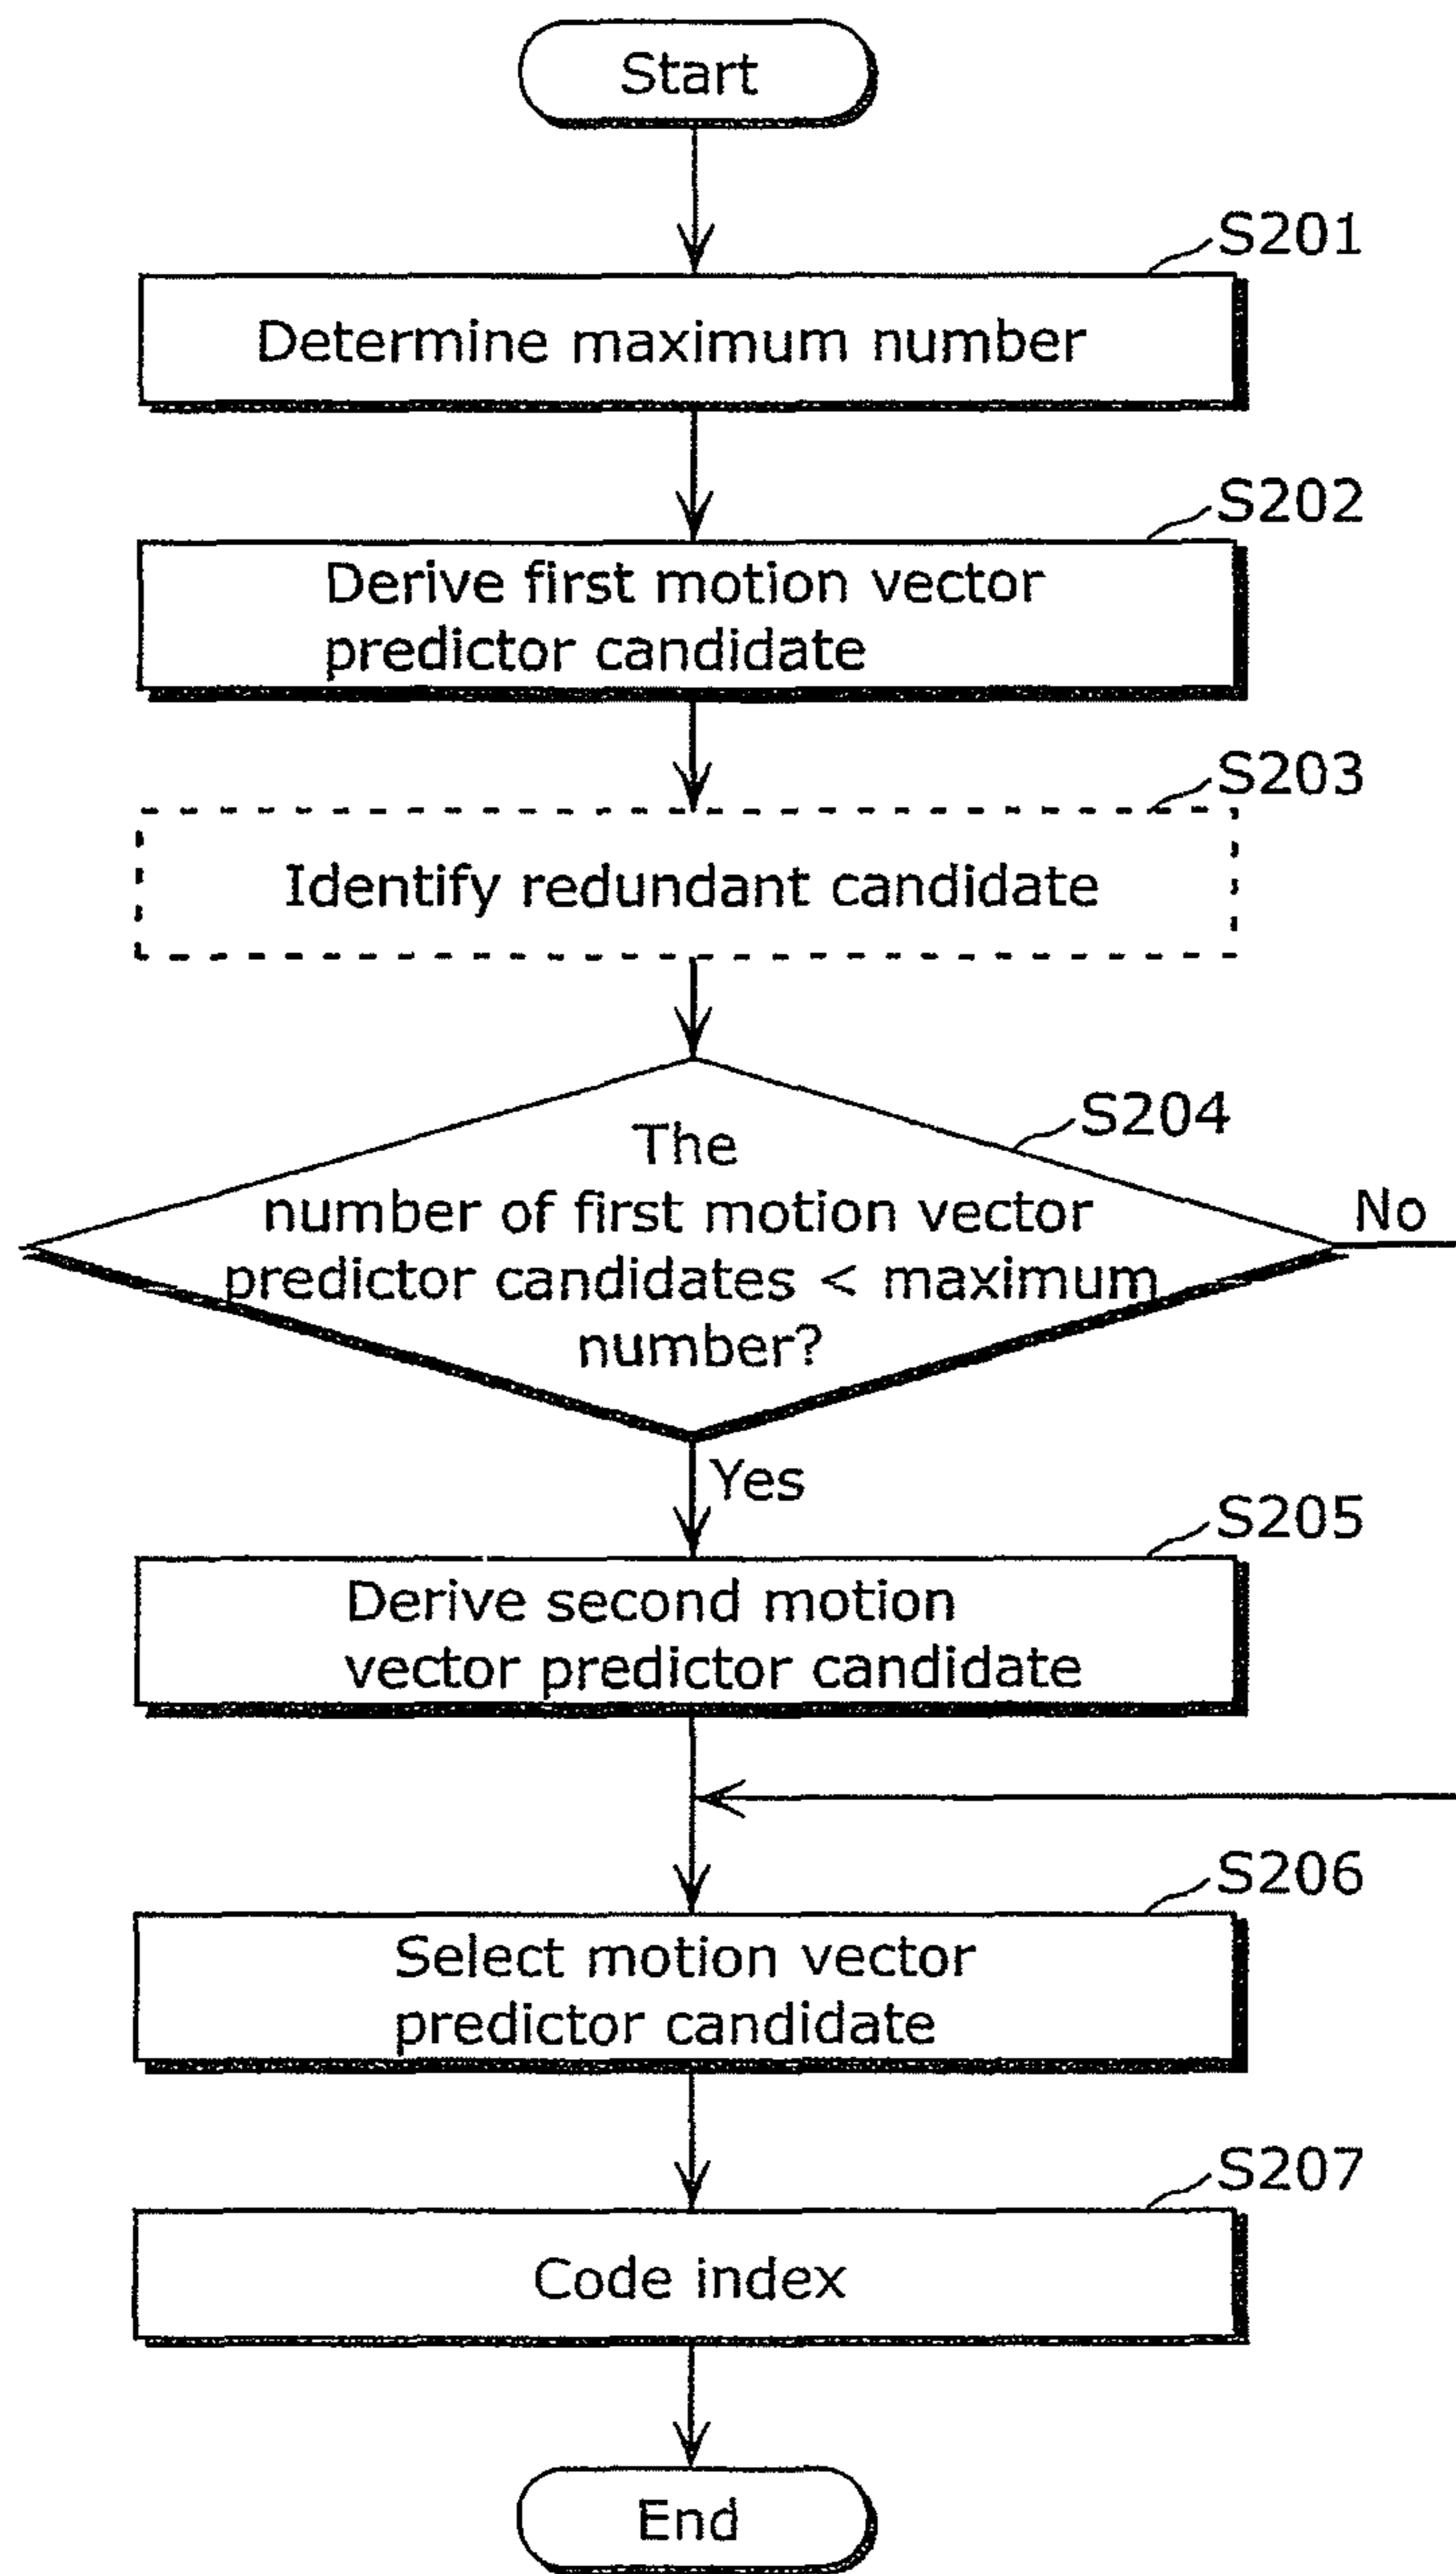 Start
S201
Determine maximum number
S202
Derive first motion vector
predictor candidate
S203
Identify redundant candidate
S204
The
number of first motion vector
predictor candidates < maximum
number?
No
Yes
S205
Derive second motion
vector predictor candidate
S206
Select motion vector
predictor candidate
S207
Code index
End